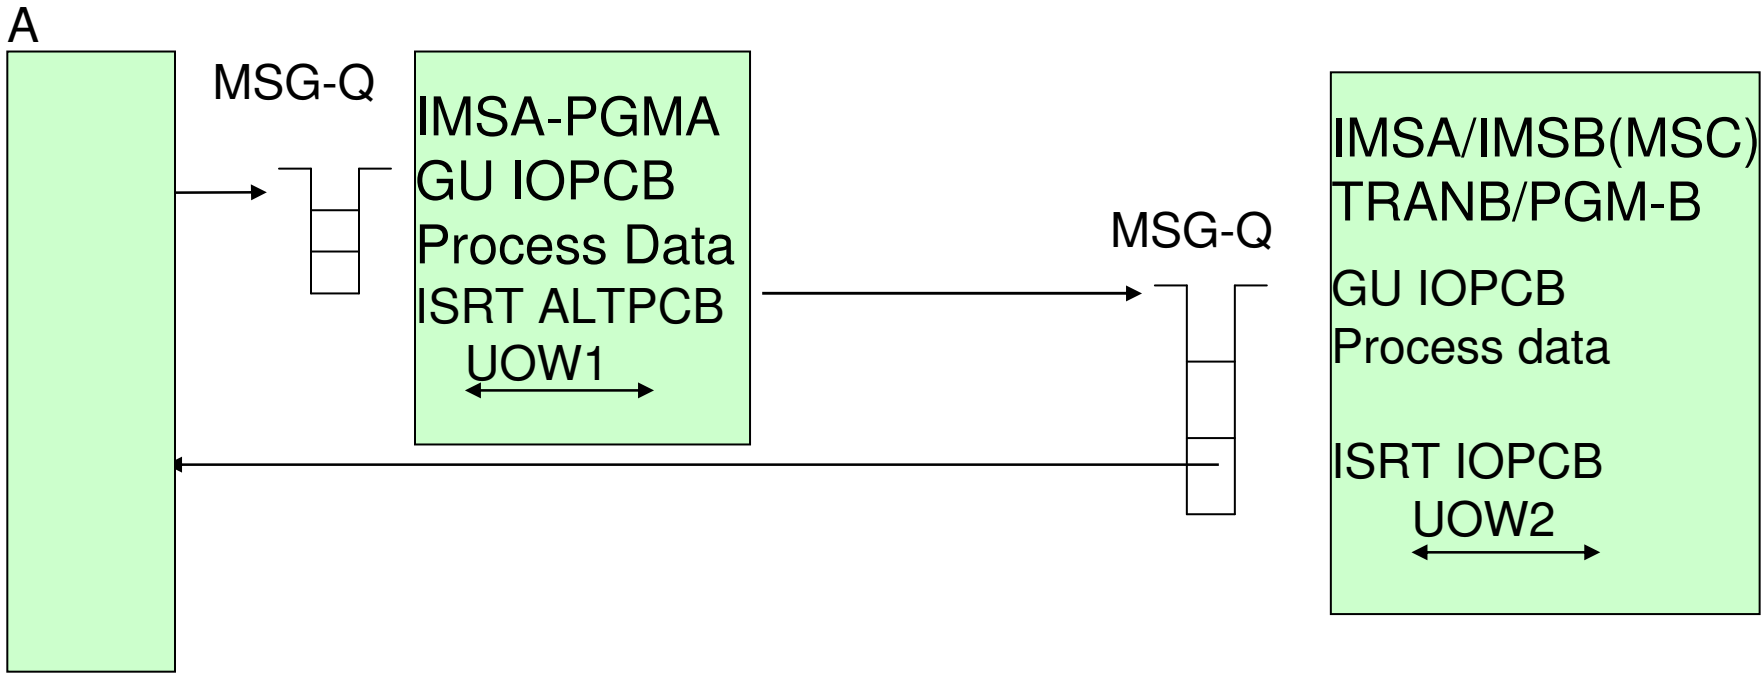 A
MSG-Q
IMSA-PGMA
GU IOPCB
Process Data
ISRT ALTPCB
UOW1
MSG-Q
IMSA/IMSB(MSC)
TRANB/PGM-B
GU IOPCB
Process data
ISRT IOPCB
UOW2